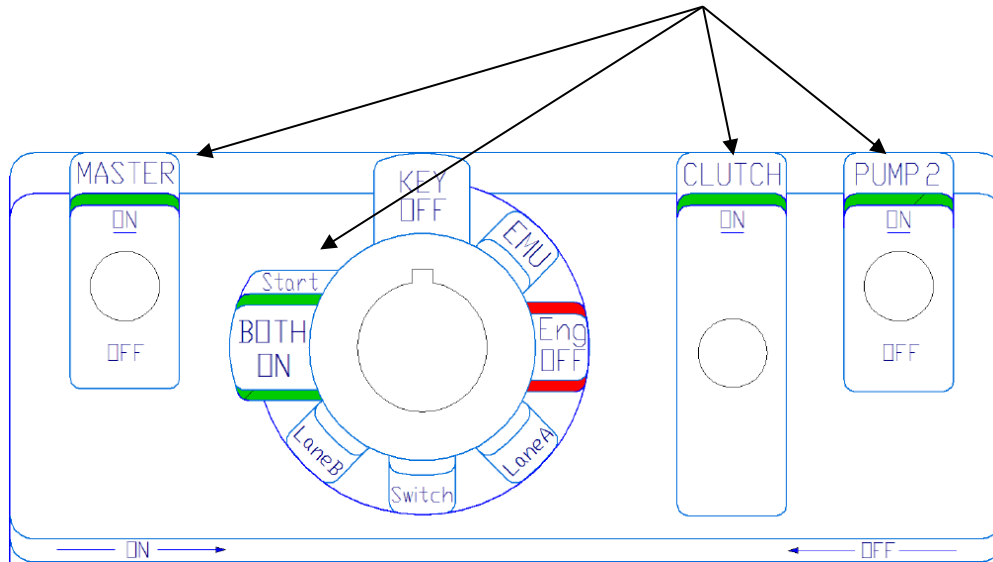 MASTER
ON
OFF
KEY
OFF
EMU
Start
BOTH
ON
Eng
OFF
LaneB
Switch
LaneA
CLUTCH
ON
PUMP 2
ON
OFF
ON
OFF